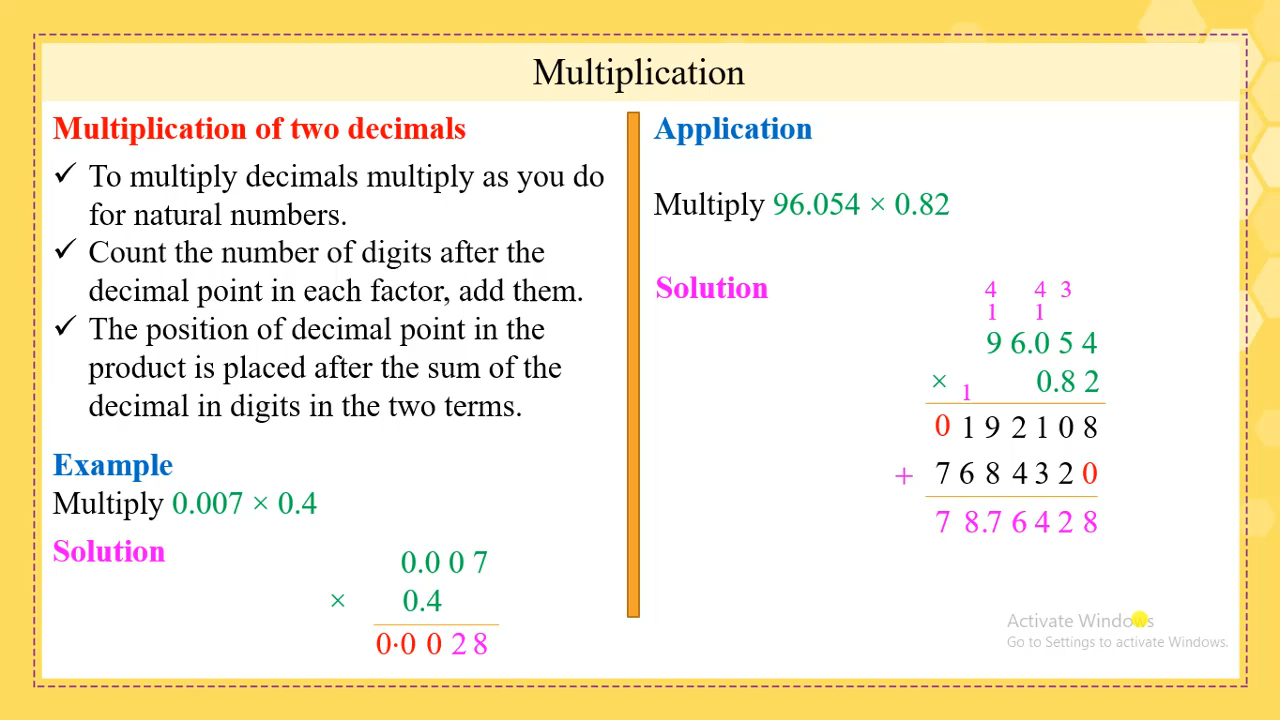 Multiplication
Multiplication of two decimals
✓ To multiply decimals multiply as you do
for natural numbers.
✓ Count the number of digits after the
decimal point in each factor, add them.
✓ The position of decimal point in the
product is placed after the sum of the
decimal in digits in the two terms.
Example
Multiply 0.007 × 0.4
Solution
0.0 0 7
× 0.4
0.0 0 2 8
Application
Multiply 96.054 × 0.82
Solution
4 4 3
1 1
9 6.0 5 4
× 0.8 2
1
0 1 9 2 1 0 8
+ 7 6 8 4 3 2 0
7 8.7 6 4 2 8
Activate Windows
Go to Settings to activate Windows.